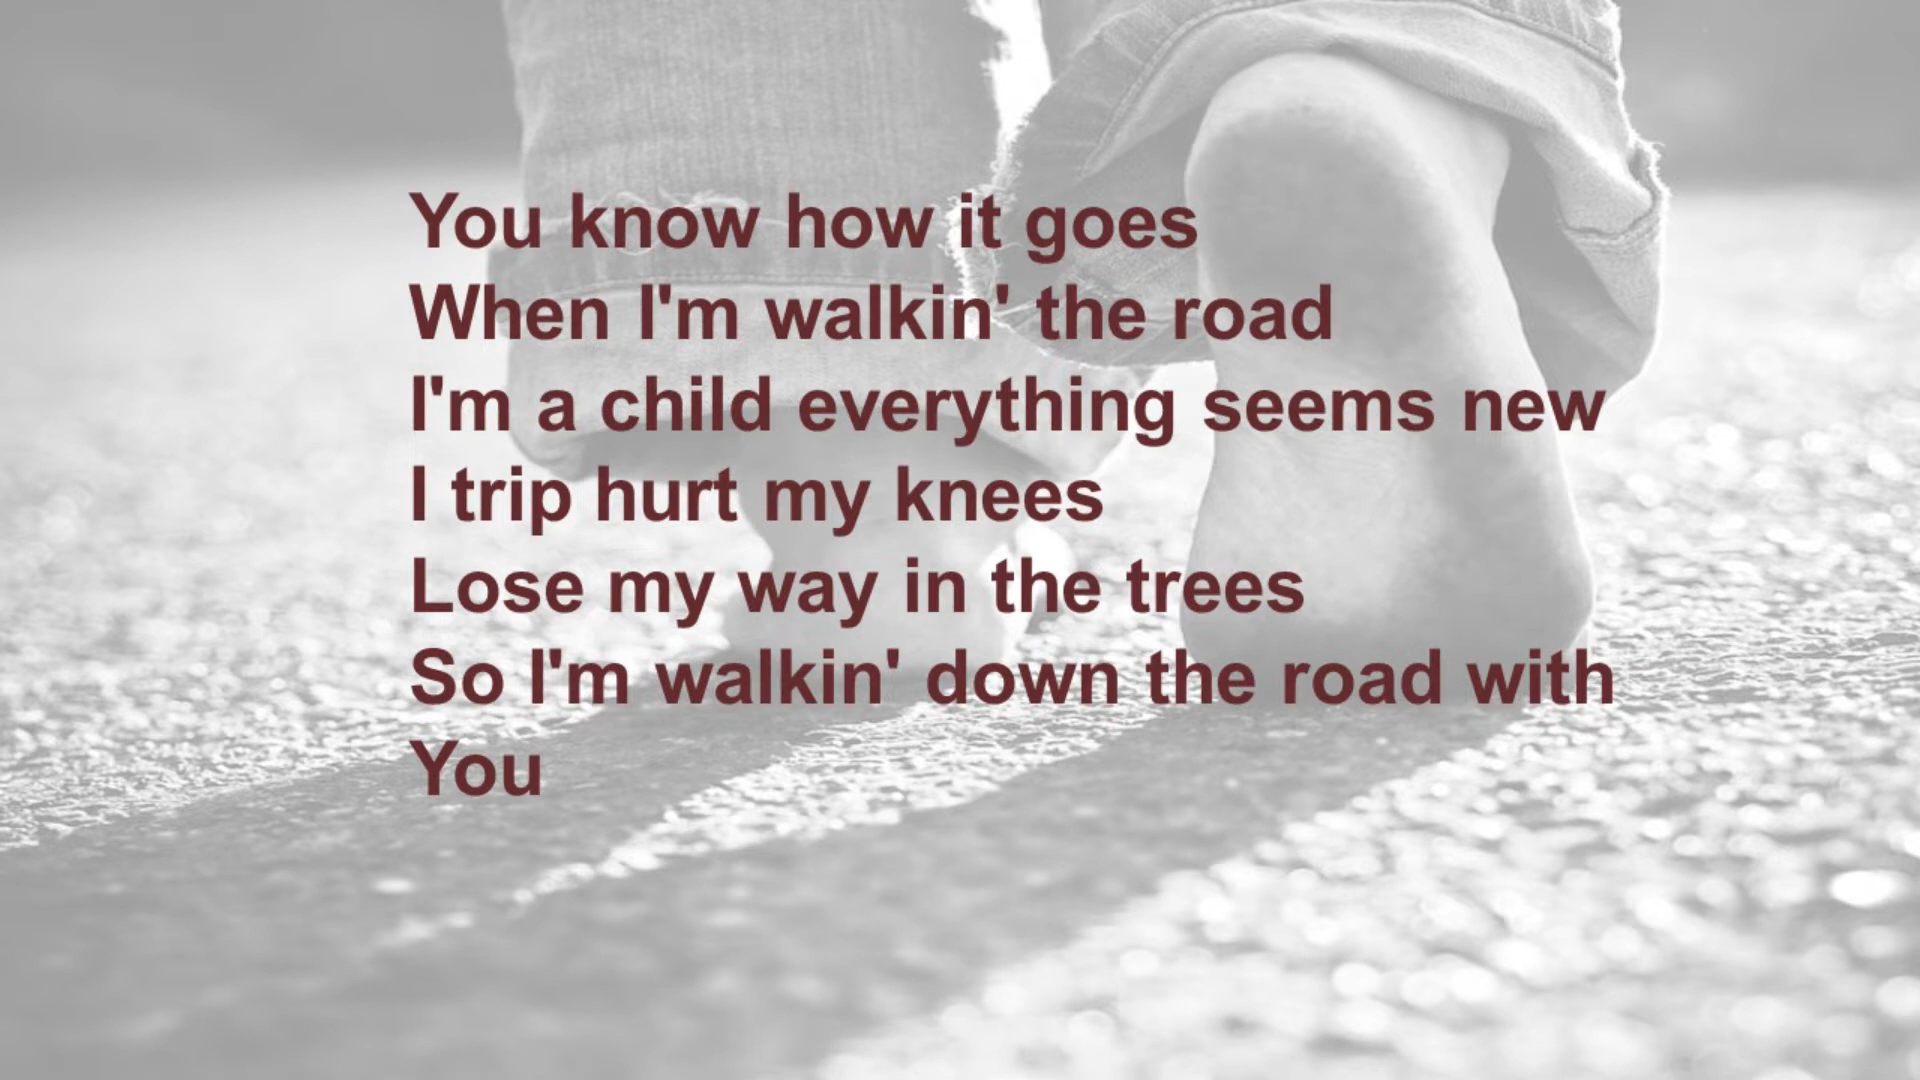 You know how it goes
When I'm walkin' the road
I'm a child everything seems new
I trip hurt my knees
Lose my way in the trees
So I'm walkin' down the road with
You